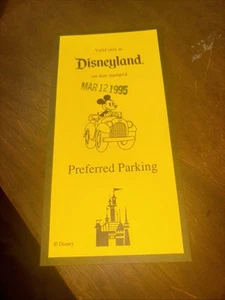 Valid only at
Disneyland.
on date stamped
MAR 12 1995
Preferred Parking
© Disney